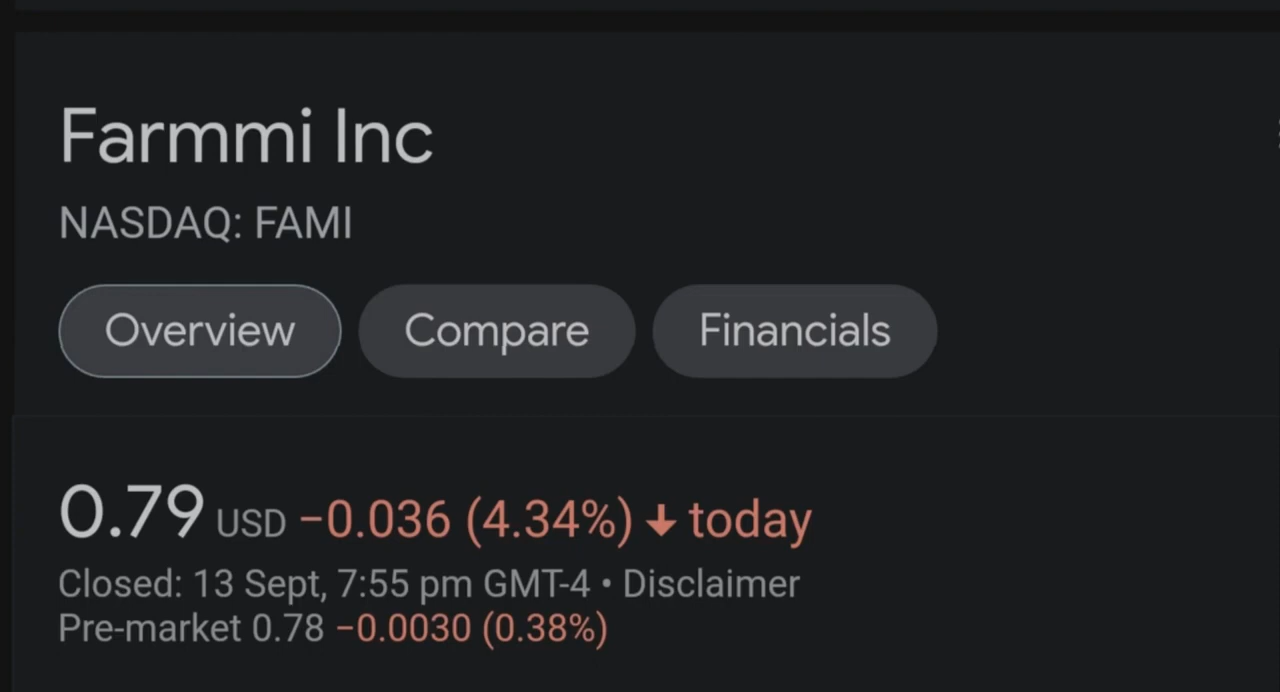 Farmmi Inc
NASDAQ: FAMI
Overview Compare Financials
0.79 USD −0.036 (4.34%) ↓ today
Closed: 13 Sept, 7:55 pm GMT-4 • Disclaimer
Pre-market 0.78 −0.0030 (0.38%)